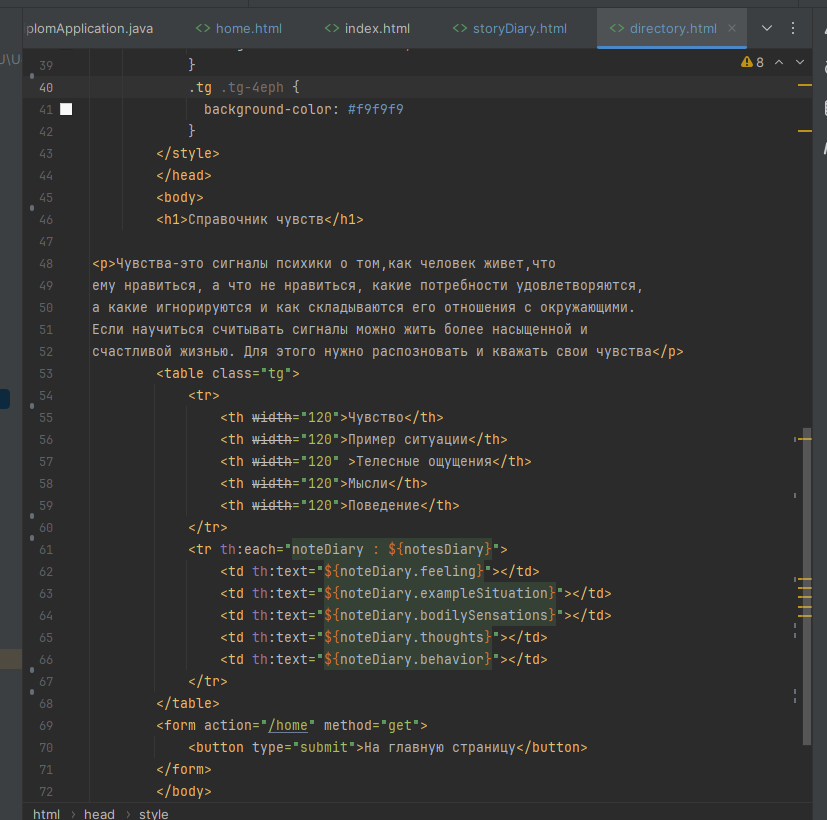 plomApplication.java home.html index.html storyDiary.html directory.html
8
39 }
40 .tg .tg-4eph {
41 background-color: #f9f9f9
42 }
43 </style>
44 </head>
45 <body>
46 <h1>Справочник чувств</h1>
47
48 <p>Чувства-это сигналы психики о том,как человек живет,что
49 ему нравиться, а что не нравиться, какие потребности удовлетворяются,
50 а какие игнорируются и как складываются его отношения с окружающими.
51 Если научиться считывать сигналы можно жить более насыщенной и
52 счастливой жизнью. Для этого нужно распозновать и кважать свои чувства</p>
53 <table class="tg">
54 <tr>
55 <th width="120">Чувство</th>
56 <th width="120">Пример ситуации</th>
57 <th width="120" >Телесные ощущения</th>
58 <th width="120">Мысли</th>
59 <th width="120">Поведение</th>
60 </tr>
61 <tr th:each="noteDiary : ${notesDiary}">
62 <td th:text="${noteDiary.feeling}"></td>
63 <td th:text="${noteDiary.exampleSituation}"></td>
64 <td th:text="${noteDiary.bodilySensations}"></td>
65 <td th:text="${noteDiary.thoughts}"></td>
66 <td th:text="${noteDiary.behavior}"></td>
67 </tr>
68 </table>
69 <form action="/home" method="get">
70 <button type="submit">На главную страницу</button>
71 </form>
72 </body>
html › head › style